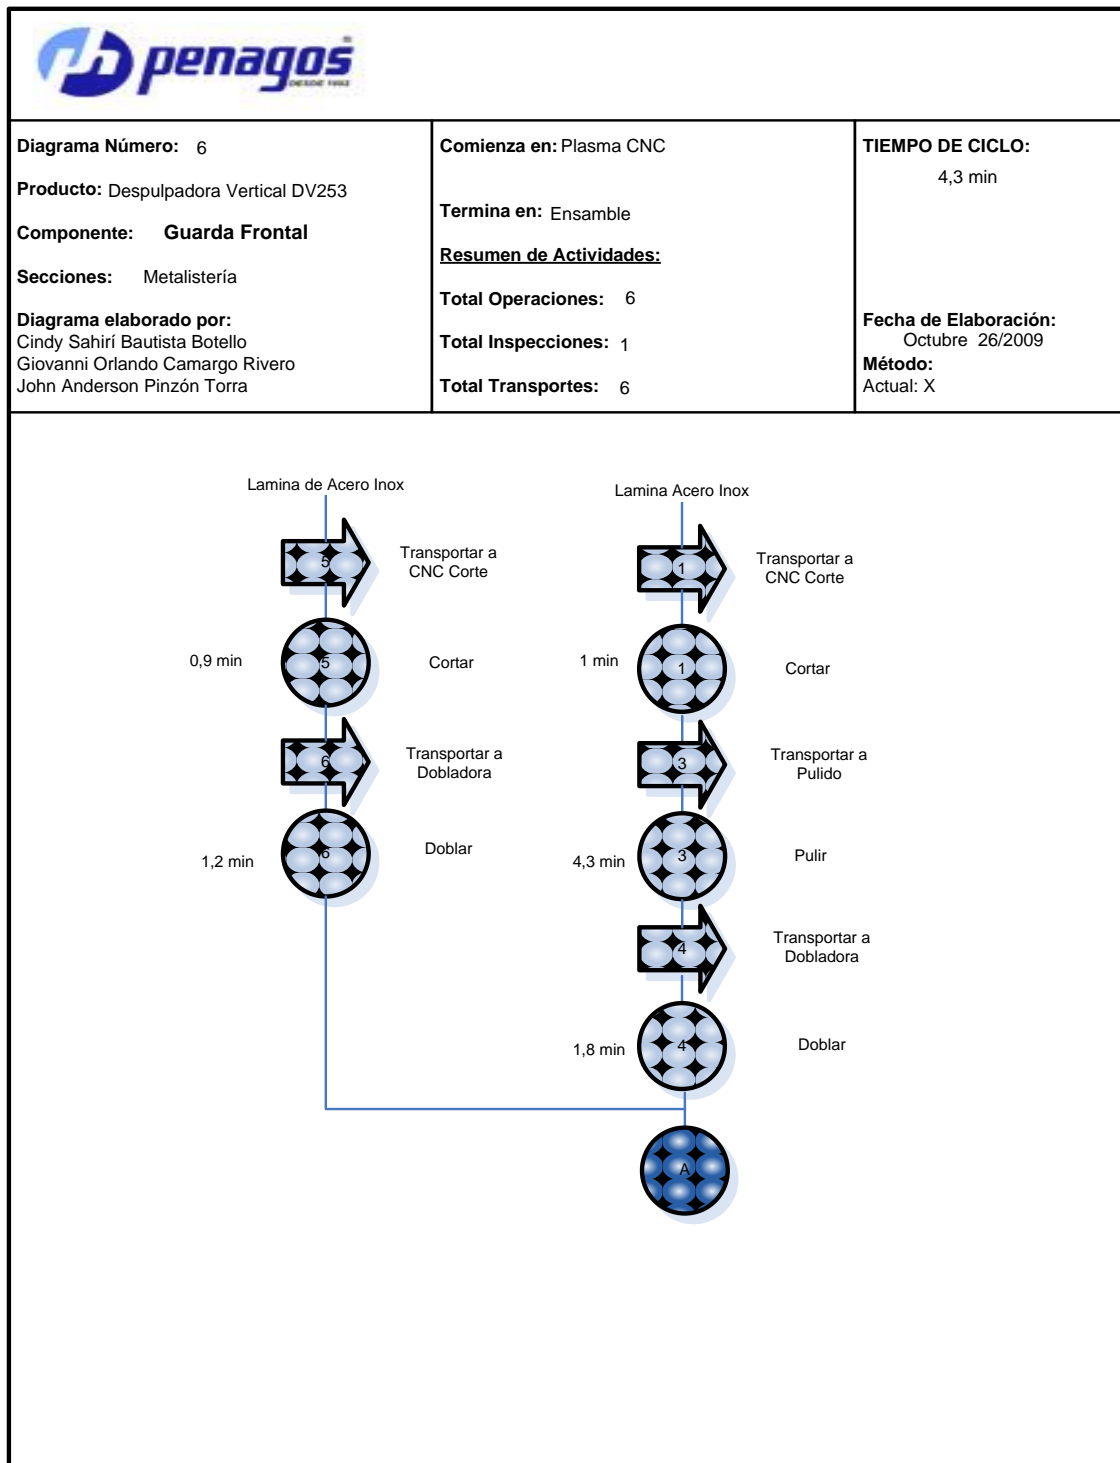 penagos
DESDE 1892
Diagrama Número: 6
Producto: Despulpadora Vertical DV253
Componente: Guarda Frontal
Secciones: Metalistería
Diagrama elaborado por:
Cindy Sahirí Bautista Botello
Giovanni Orlando Camargo Rivero
John Anderson Pinzón Torra
Comienza en: Plasma CNC
Termina en: Ensamble
Resumen de Actividades:
Total Operaciones: 6
Total Inspecciones: 1
Total Transportes: 6
TIEMPO DE CICLO:
4,3 min
Fecha de Elaboración:
Octubre 26/2009
Método:
Actual: X
Lamina de Acero Inox
5
Transportar a
CNC Corte
0,9 min
5
Cortar
6
Transportar a
Dobladora
1,2 min
6
Doblar
Lamina Acero Inox
1
Transportar a
CNC Corte
1 min
1
Cortar
3
Transportar a
Pulido
4,3 min
3
Pulir
4
Transportar a
Dobladora
1,8 min
4
Doblar
A